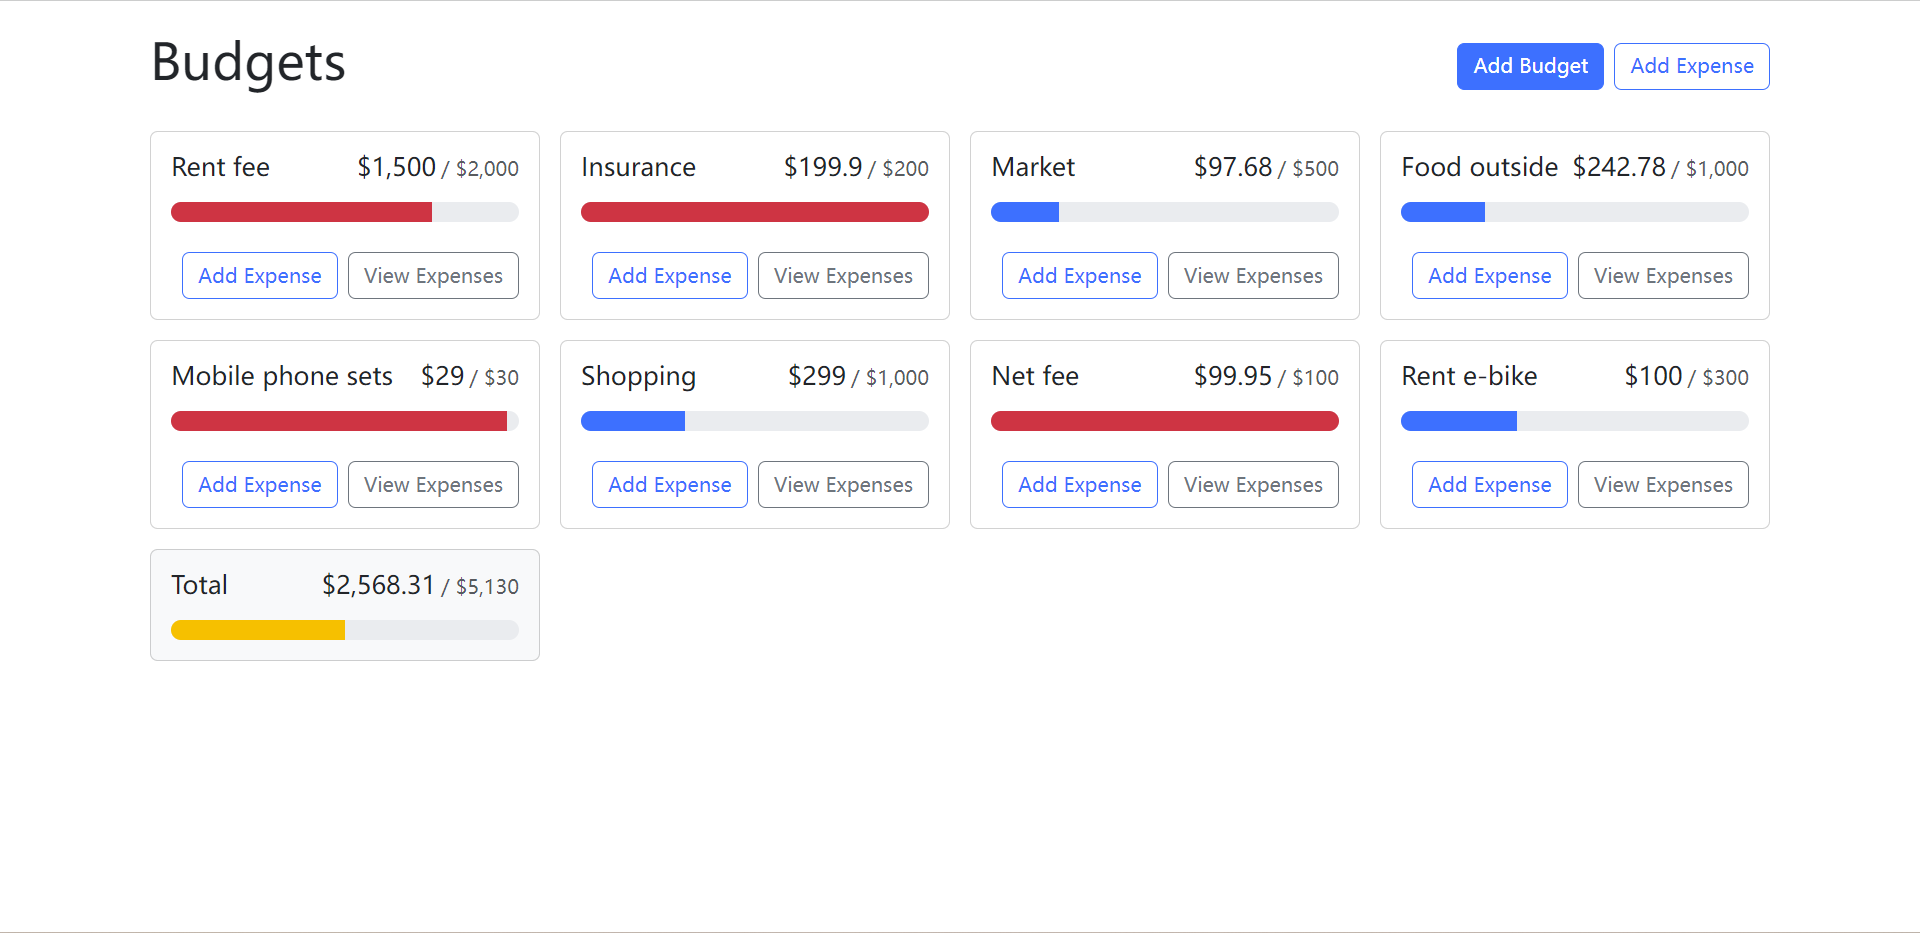 Budgets
Add Budget Add Expense
Rent fee $1,500 / $2,000
Add Expense View Expenses
Insurance $199.9 / $200
Add Expense View Expenses
Market $97.68 / $500
Add Expense View Expenses
Food outside $242.78 / $1,000
Add Expense View Expenses
Mobile phone sets $29 / $30
Add Expense View Expenses
Shopping $299 / $1,000
Add Expense View Expenses
Net fee $99.95 / $100
Add Expense View Expenses
Rent e-bike $100 / $300
Add Expense View Expenses
Total $2,568.31 / $5,130